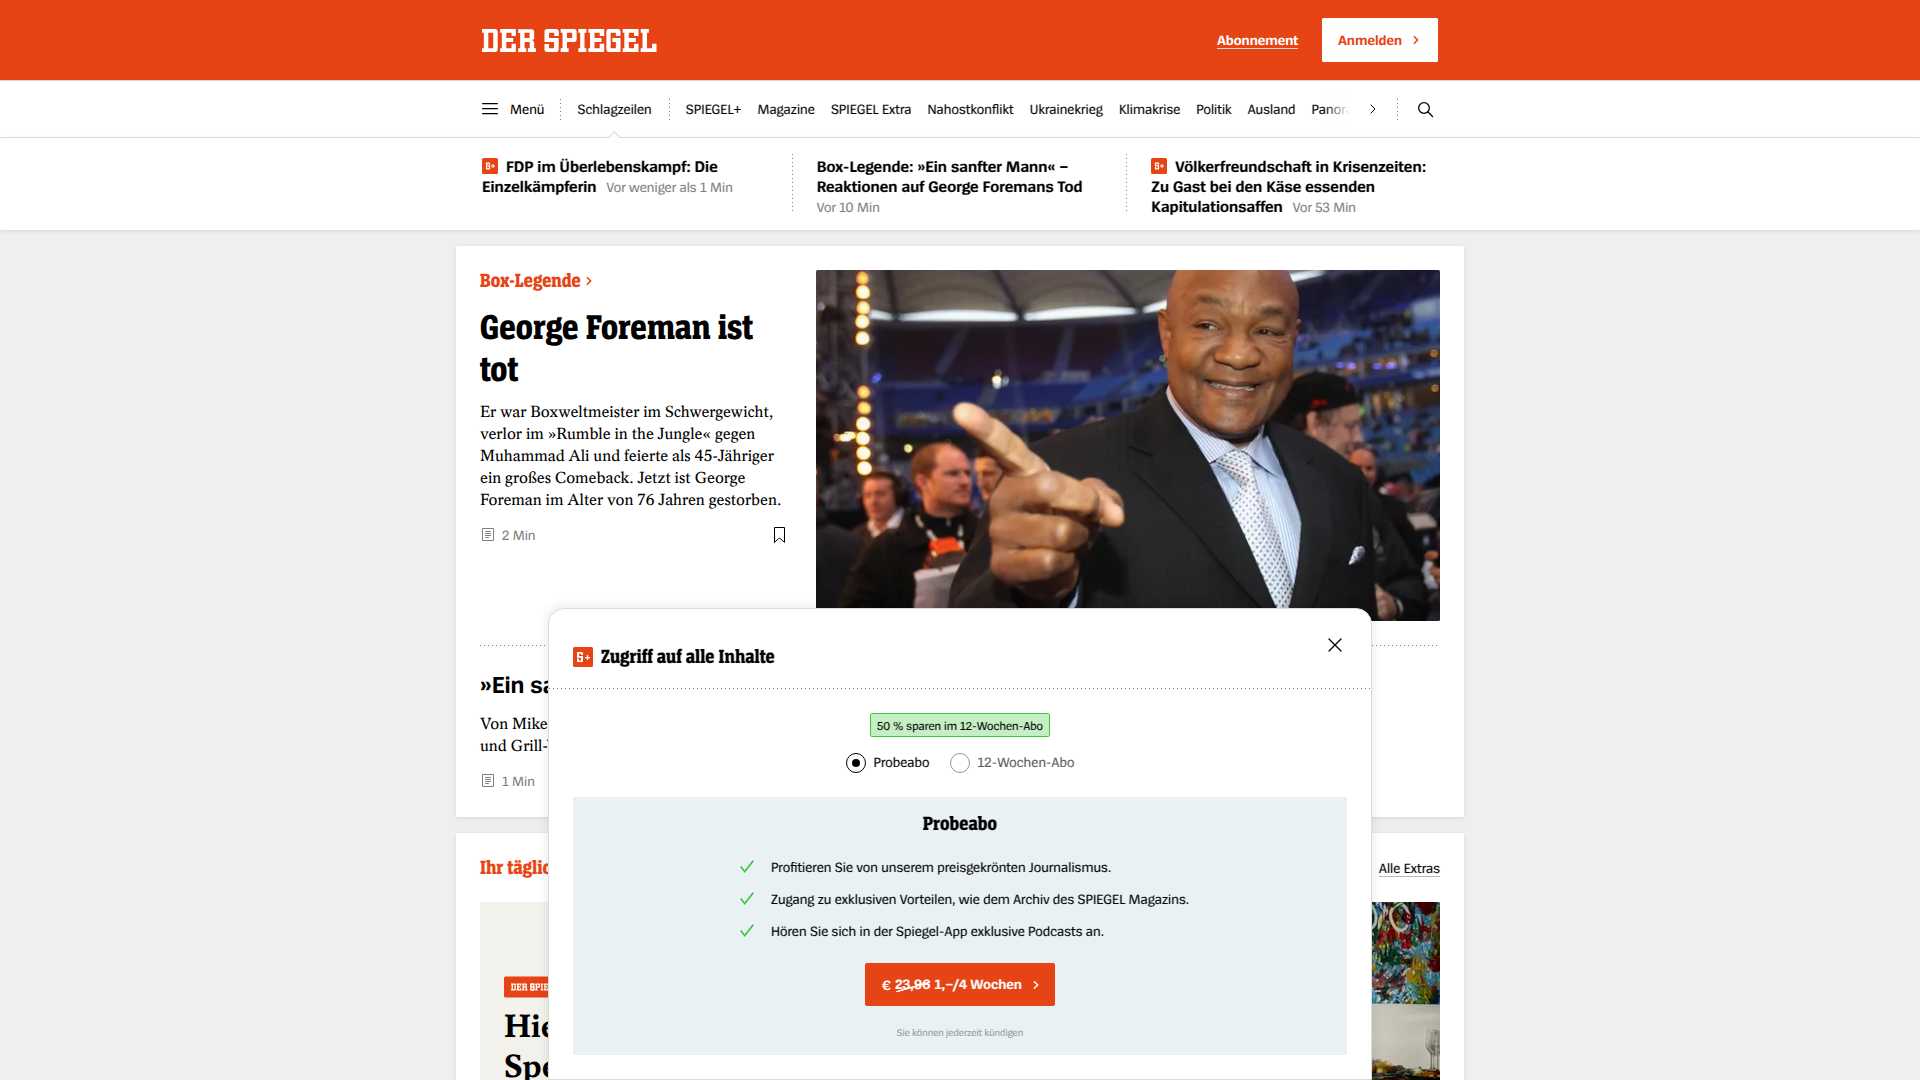 DER SPIEGEL
Abonnement
Anmelden
Menü
Schlagzeilen
SPIEGEL+
Magazine
SPIEGEL Extra
Nahostkonflikt
Ukrainekrieg
Klimakrise
Politik
Ausland
Panor
FDP im Überlebenskampf: Die
Einzelkämpferin Vor weniger als 1 Min
Box-Legende: »Ein sanfter Mann« –
Reaktionen auf George Foremans Tod
Vor 10 Min
Völkerfreundschaft in Krisenzeiten:
Zu Gast bei den Käse essenden
Kapitulationsaffen Vor 53 Min
Box-Legende
George Foreman ist
tot
Er war Boxweltmeister im Schwergewicht,
verlor im »Rumble in the Jungle« gegen
Muhammad Ali und feierte als 45-Jähriger
ein großes Comeback. Jetzt ist George
Foreman im Alter von 76 Jahren gestorben.
2 Min
»Ein sa
Von Mike
und Grill-
1 Min
Zugriff auf alle Inhalte
50 % sparen im 12-Wochen-Abo
Probeabo
12-Wochen-Abo
Probeabo
Profitieren Sie von unserem preisgekrönten Journalismus.
Zugang zu exklusiven Vorteilen, wie dem Archiv des SPIEGEL Magazins.
Hören Sie sich in der Spiegel-App exklusive Podcasts an.
€ 23,96 1,–/4 Wochen
Sie können jederzeit kündigen
Ihr täglic
Alle Extras
DER SPIE
Hie
Spe